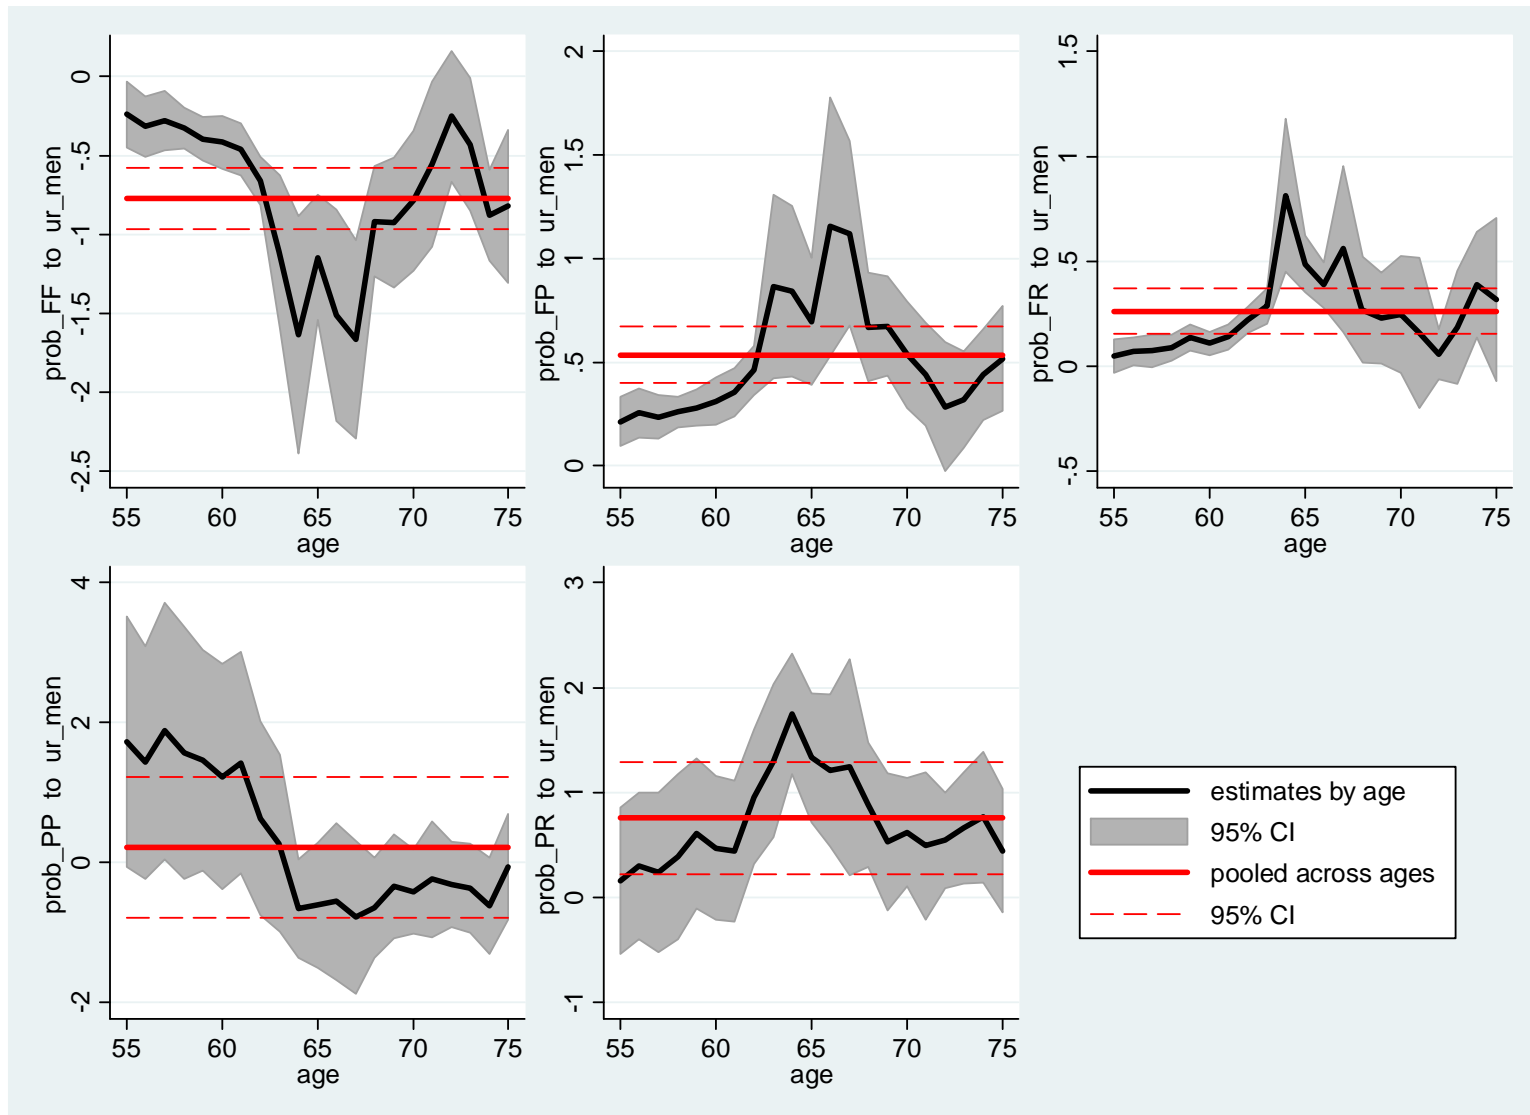 prob_FF to ur_men
0
-.5
-1
-1.5
-2
-2.5
55 60 65 70 75
age
prob_FP to ur_men
2
1.5
1
.5
0
55 60 65 70 75
age
prob_FR to ur_men
1.5
1
.5
0
-.5
55 60 65 70 75
age
prob_PP to ur_men
4
2
0
-2
55 60 65 70 75
age
prob_PR to ur_men
3
2
1
0
-1
55 60 65 70 75
age
estimates by age
95% CI
pooled across ages
95% CI